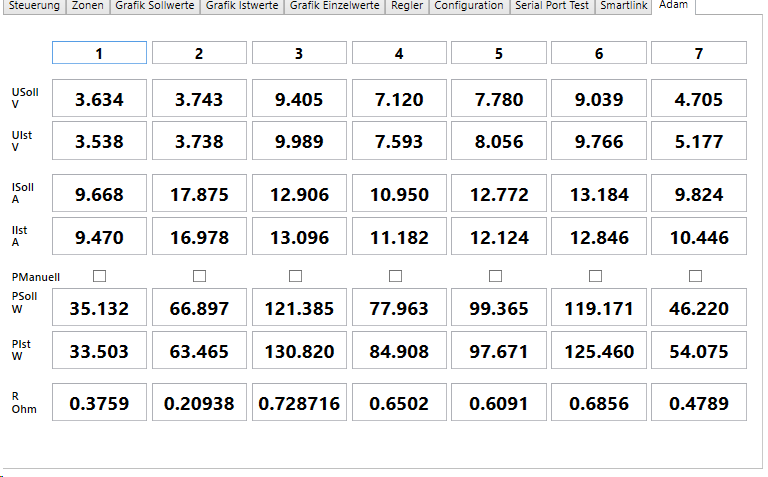 Steuerung Zonen Grafik Sollwerte Grafik Istwerte Grafik Einzelwerte Regler Configuration Serial Port Test Smartlink Adam
1 2 3 4 5 6 7
USoll V 3.634 3.743 9.405 7.120 7.780 9.039 4.705
UIst V 3.538 3.738 9.989 7.593 8.056 9.766 5.177
ISoll A 9.668 17.875 12.906 10.950 12.772 13.184 9.824
IIst A 9.470 16.978 13.096 11.182 12.124 12.846 10.446
PManuell
PSoll W 35.132 66.897 121.385 77.963 99.365 119.171 46.220
PIst W 33.503 63.465 130.820 84.908 97.671 125.460 54.075
R Ohm 0.3759 0.20938 0.728716 0.6502 0.6091 0.6856 0.4789